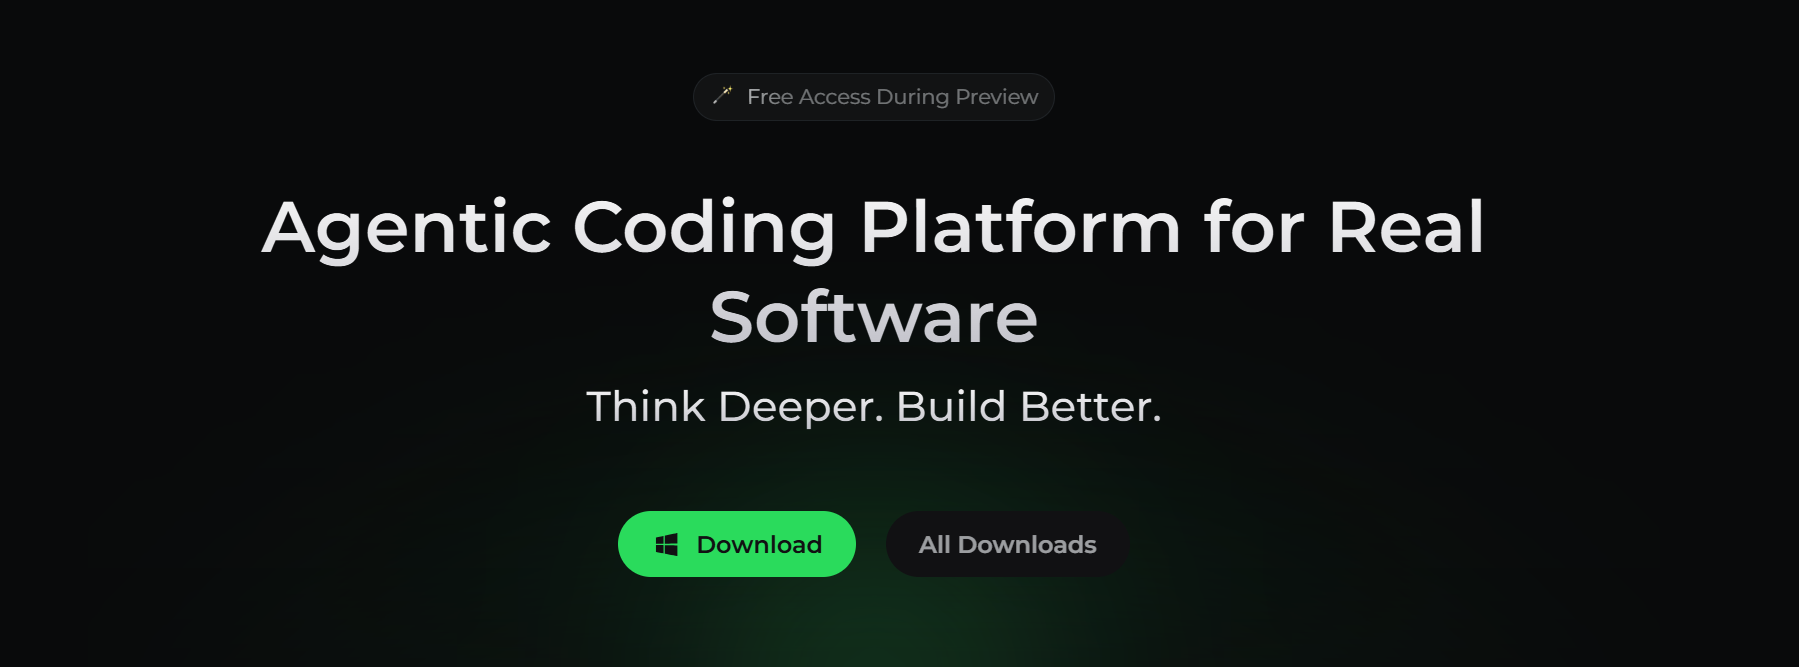 Free Access During Preview
Agentic Coding Platform for Real
Software
Think Deeper. Build Better.
Download
All Downloads